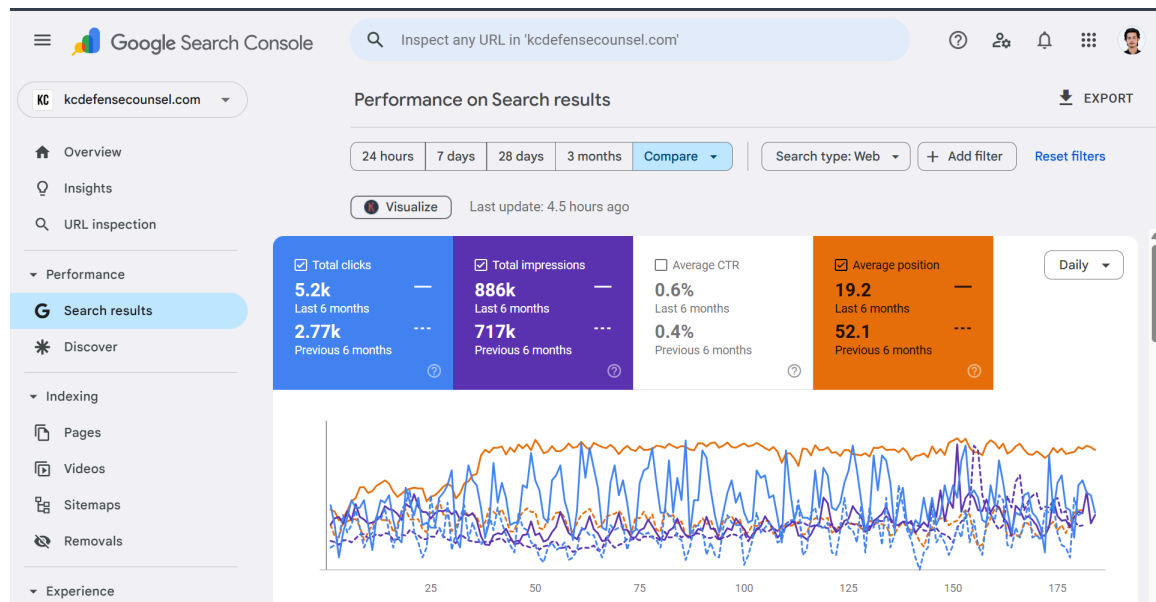 Google Search Console
Inspect any URL in 'kcdefensecounsel.com'
KC kcdefensecounsel.com
Performance on Search results
EXPORT
Overview
Insights
URL inspection
Performance
Search results
Discover
Indexing
Pages
Videos
Sitemaps
Removals
Experience
24 hours 7 days 28 days 3 months Compare Search type: Web + Add filter Reset filters
K Visualize Last update: 4.5 hours ago
Total clicks
5.2k
Last 6 months
2.77k
Previous 6 months
Total impressions
886k
Last 6 months
717k
Previous 6 months
Average CTR
0.6%
Last 6 months
0.4%
Previous 6 months
Average position
19.2
Last 6 months
52.1
Previous 6 months
Daily
25 50 75 100 125 150 175